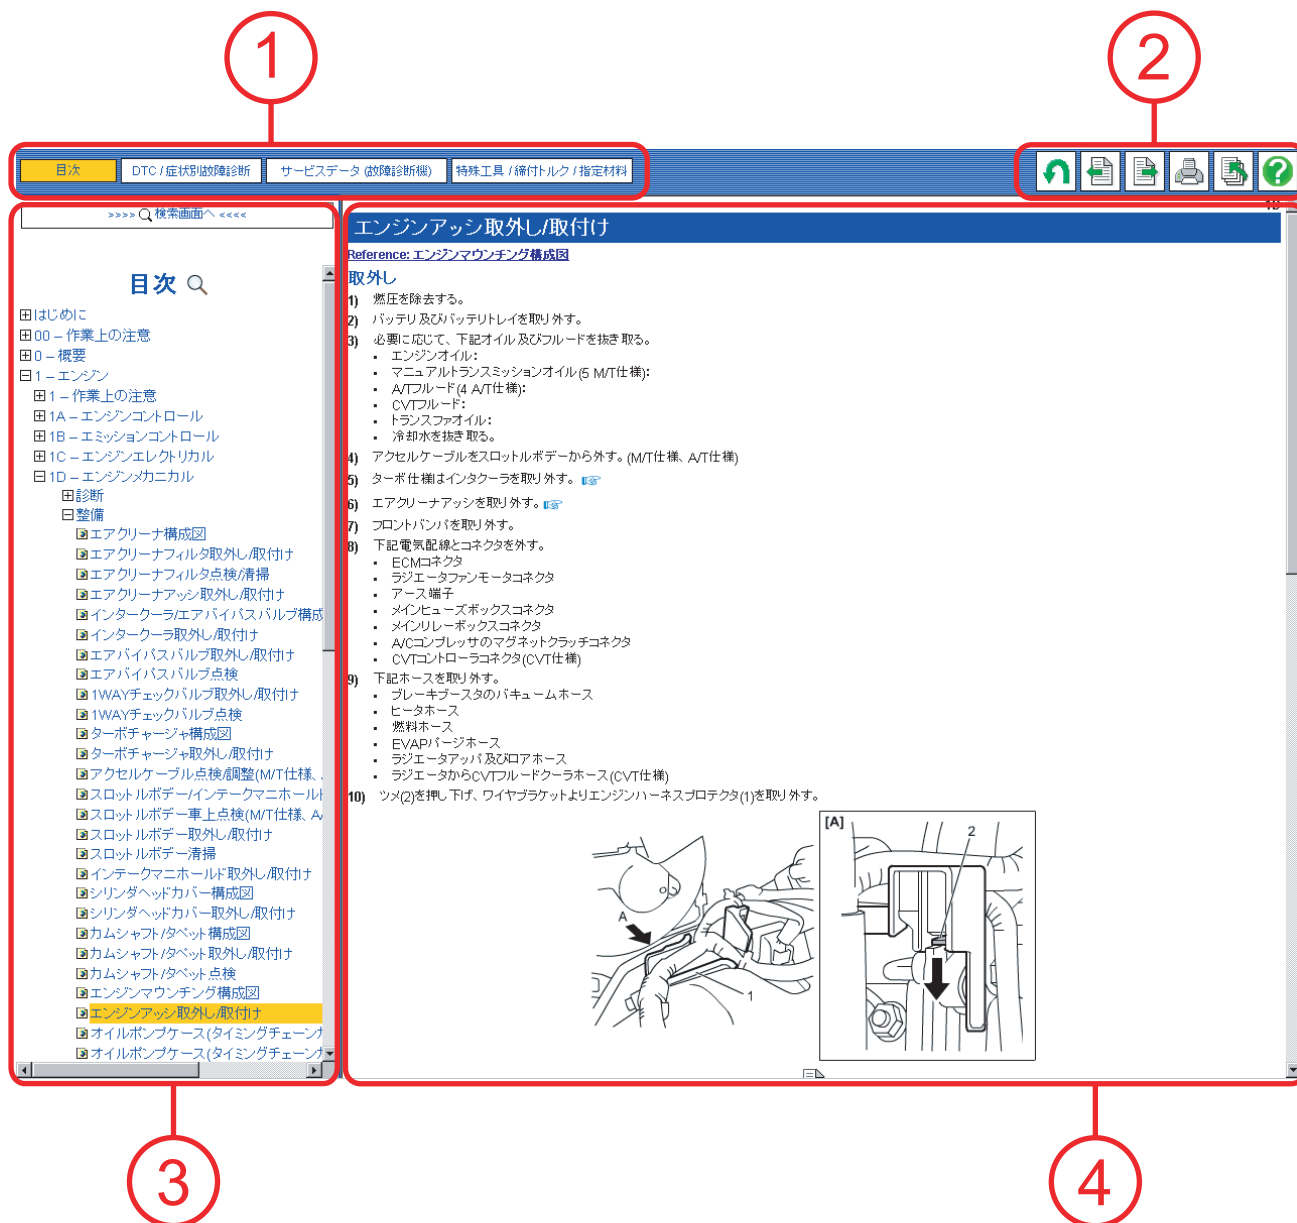 1
2
目次
DTC / 症状別故障診断
サービスデータ (故障診断機)
特殊工具 / 締付トルク / 指定材料
>>>> 検索画面へ <<<<
目次
はじめに
00 – 作業上の注意
0 – 概要
1 – エンジン
1 – 作業上の注意
1A – エンジンコントロール
1B – エミッションコントロール
1C – エンジンエレクトリカル
1D – エンジンメカニカル
診断
整備
エアクリーナ構成図
エアクリーナフィルタ取外し/取付け
エアクリーナフィルタ点検/清掃
エアクリーナアッシ取外し/取付け
インタークーラ/エアバイパスバルブ構成
インタークーラ取外し/取付け
エアバイパスバルブ取外し/取付け
エアバイパスバルブ点検
1WAYチェックバルブ取外し/取付け
1WAYチェックバルブ点検
ターボチャージャ構成図
ターボチャージャ取外し/取付け
アクセルケーブル点検/調整(M/T仕様、
スロットルボデー/インテークマニホールド
スロットルボデー車上点検(M/T仕様、A/
スロットルボデー取外し/取付け
スロットルボデー清掃
インテークマニホールド取外し/取付け
シリンダヘッドカバー構成図
シリンダヘッドカバー取外し/取付け
カムシャフト/タペット構成図
カムシャフト/タペット取外し/取付け
カムシャフト/タペット点検
エンジンマウンチング構成図
エンジンアッシ取外し/取付け
オイルポンプケース(タイミングチェーンカ
オイルポンプケース(タイミングチェーンカ
エンジンアッシ取外し/取付け
Reference: エンジンマウンチング構成図
取外し
1) 燃圧を除去する。
2) バッテリ及びバッテリトレイを取り外す。
3) 必要に応じて、下記オイル及びフルードを抜き取る。
• エンジンオイル:
• マニュアルトランスミッションオイル(5 M/T仕様):
• A/Tフルード(4 A/T仕様):
• CVTフルード:
• トランスファオイル:
• 冷却水を抜き取る。
4) アクセルケーブルをスロットルボデーから外す。(M/T仕様、A/T仕様)
5) ターボ仕様はインタクーラを取り外す。
6) エアクリーナアッシを取り外す。
7) フロントバンパを取り外す。
8) 下記電気配線とコネクタを外す。
• ECMコネクタ
• ラジエータファンモータコネクタ
• アース端子
• メインヒューズボックスコネクタ
• メインリレーボックスコネクタ
• A/Cコンプレッサのマグネットクラッチコネクタ
• CVTコントローラコネクタ(CVT仕様)
9) 下記ホースを取り外す。
• ブレーキブースタのバキュームホース
• ヒータホース
• 燃料ホース
• EVAPパージホース
• ラジエータアッパ及びロアホース
• ラジエータからCVTフルードクーラホース(CVT仕様)
10) ツメ(2)を押し下げ、ワイヤブラケットよりエンジンハーネスプロテクタ(1)を取り外す。
A
1
[A]
2
3
4